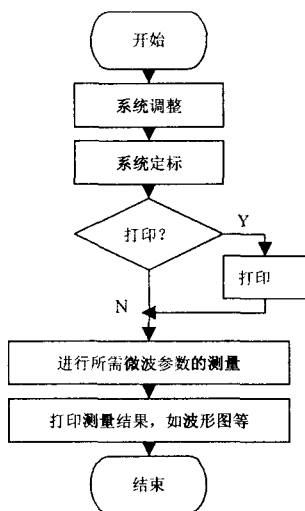 开始
系统调整
系统定标
打印？
Y
打印
N
进行所需微波参数的测量
打印测量结果，如波形图等
结束